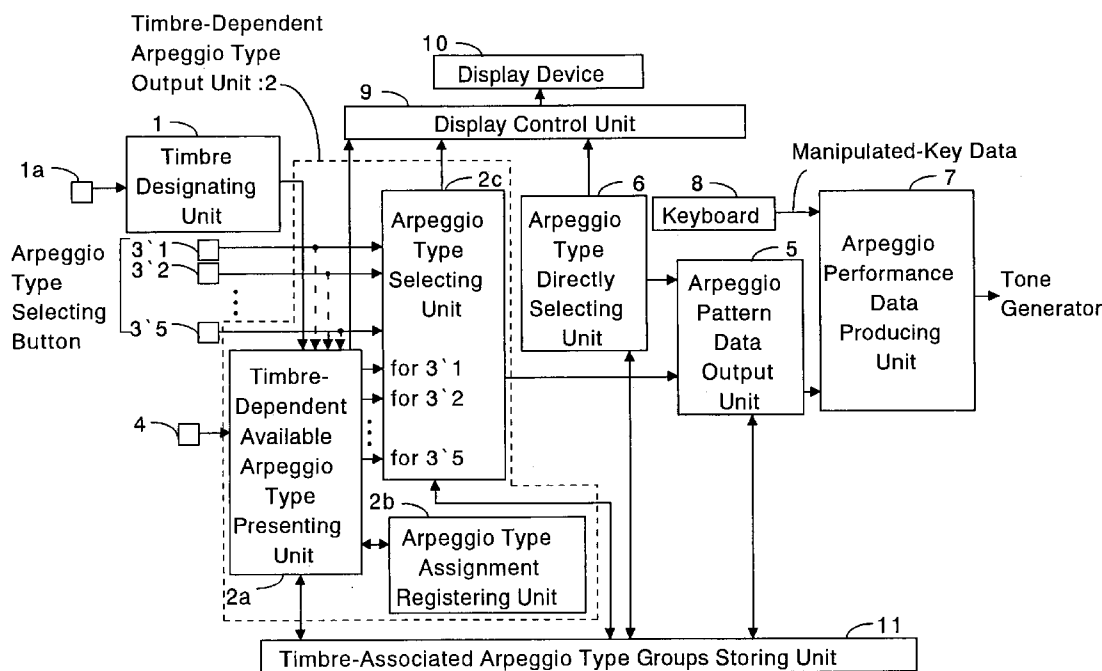 Timbre-Dependent
Arpeggio Type
Output Unit :2
10
Display Device
9
Display Control Unit
1
Timbre
Designating
Unit
1a
2c
Arpeggio
Type
Selecting
Unit
for 3`1
for 3`2
for 3`5
6
Arpeggio
Type
Directly
Selecting
Unit
8
Keyboard
Manipulated-Key Data
7
Arpeggio
Performance
Data
Producing
Unit
Tone
Generator
5
Arpeggio
Pattern
Data
Output
Unit
Arpeggio
Type
Selecting
Button
3`1
3`2
3`5
4
Timbre-
Dependent
Available
Arpeggio
Type
Presenting
Unit
2a
2b
Arpeggio Type
Assignment
Registering Unit
11
Timbre-Associated Arpeggio Type Groups Storing Unit